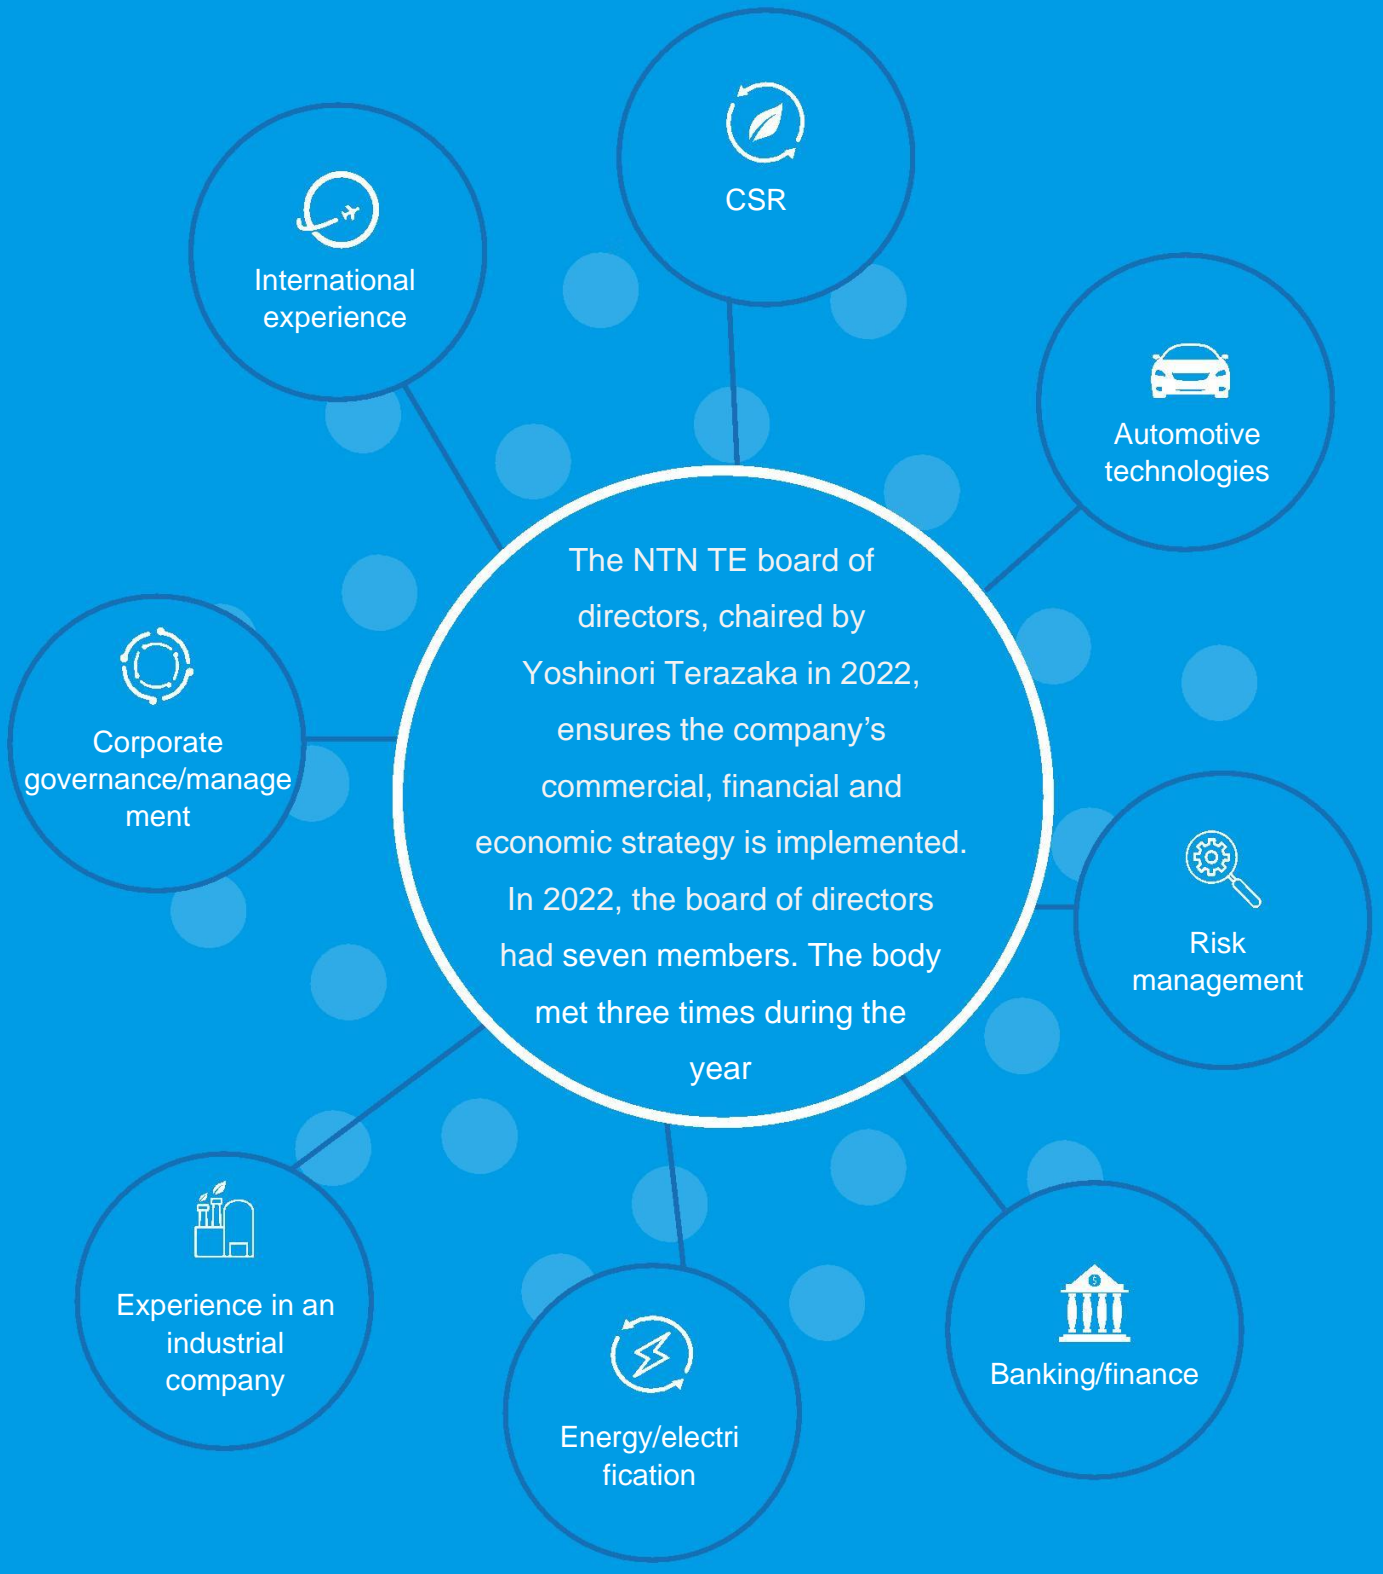 CSR
International
experience
Automotive
technologies
The NTN TE board of
directors, chaired by
Yoshinori Terazaka in 2022,
ensures the company’s
commercial, financial and
economic strategy is implemented.
In 2022, the board of directors
had seven members. The body
met three times during the
year
Corporate
governance/manage
ment
Risk
management
Experience in an
industrial
company
Banking/finance
Energy/electri
fication